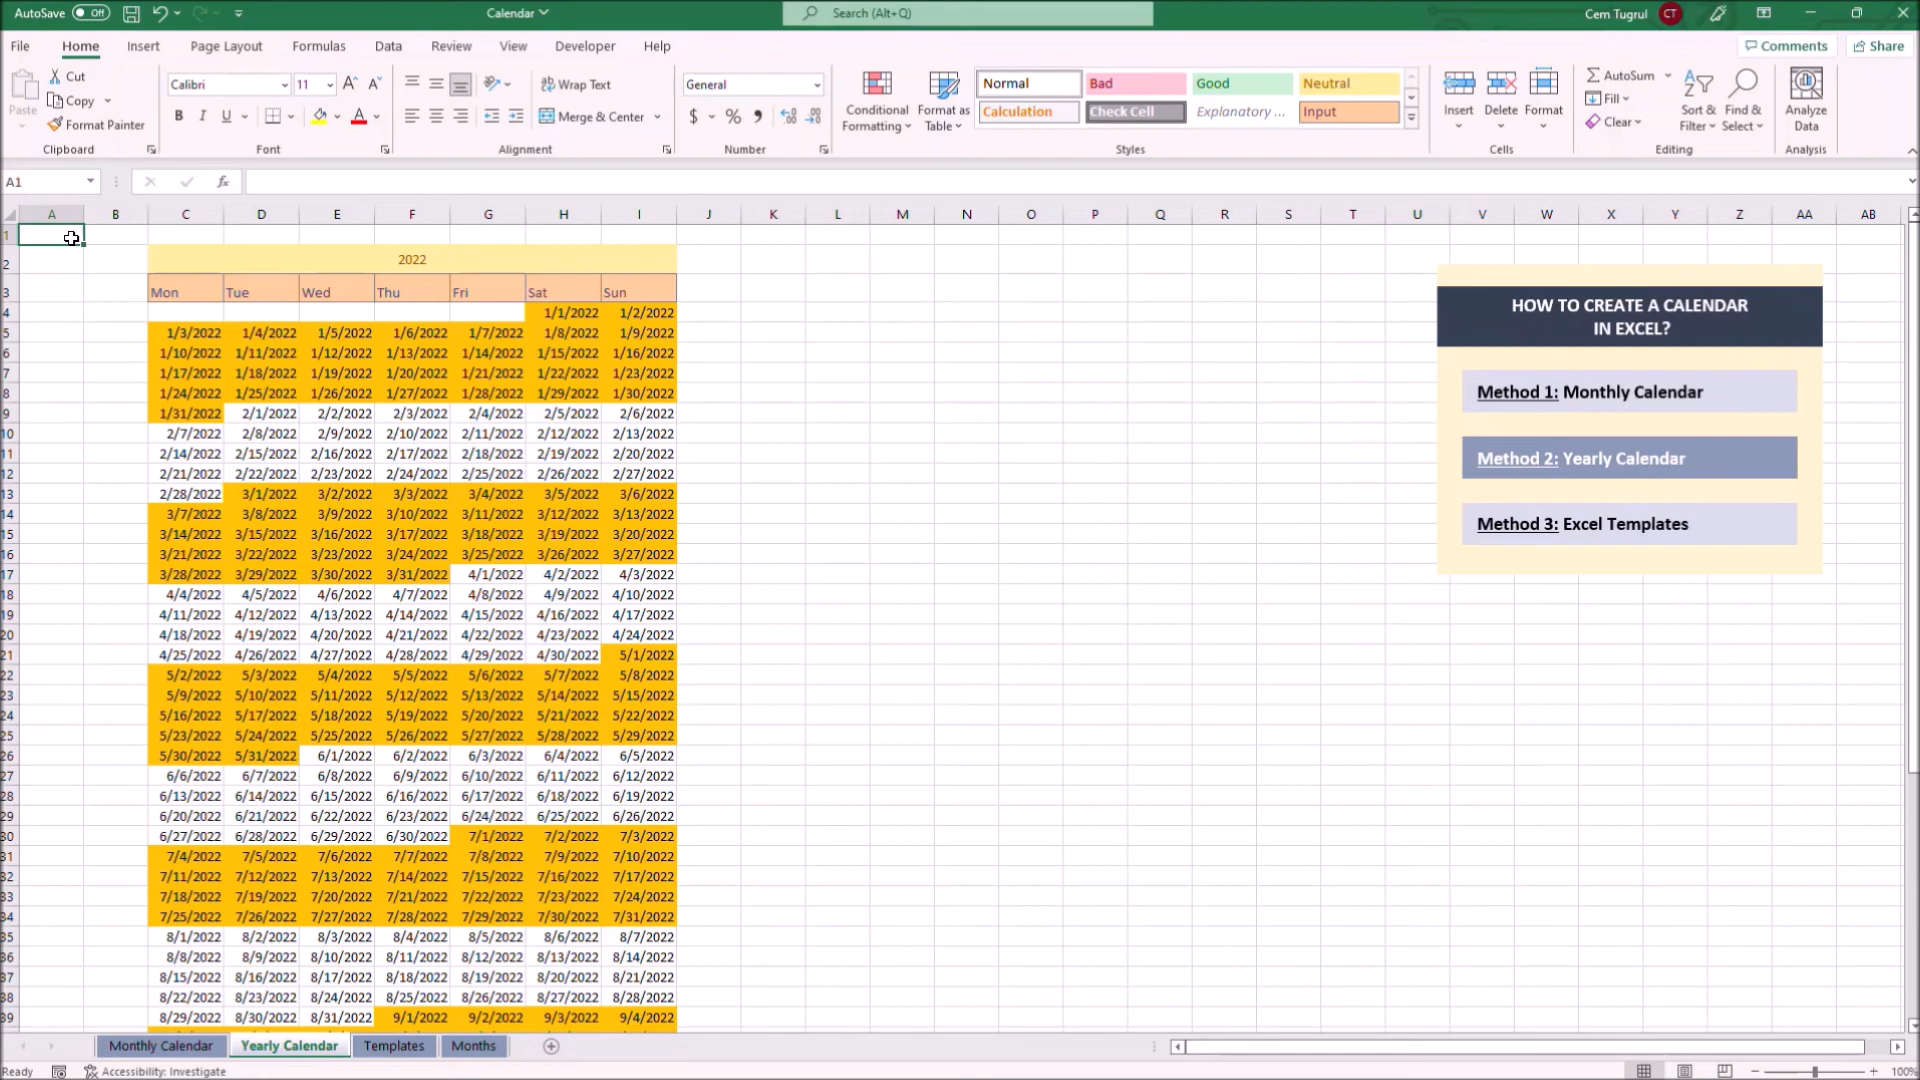 AutoSave Off Calendar Search (Alt+Q) Cem Tugrul CT
File Home Insert Page Layout Formulas Data Review View Developer Help Comments Share
Paste Cut Copy Format Painter Clipboard
Calibri 11 B I U Font
Wrap Text Merge & Center Alignment
General $ % Number
Conditional Formatting Format as Table Normal Bad Good Neutral
Calculation Check Cell Explanatory ... Input
Styles
Insert Delete Format Cells
AutoSum Fill Clear Sort & Filter Find & Select Editing
Analyze Data Analysis
A1 fx
A B C D E F G H I J K L M N O P Q R S T U V W X Y Z AA AB
1
2 2022
3 Mon Tue Wed Thu Fri Sat Sun
4 1/1/2022 1/2/2022
5 1/3/2022 1/4/2022 1/5/2022 1/6/2022 1/7/2022 1/8/2022 1/9/2022
6 1/10/2022 1/11/2022 1/12/2022 1/13/2022 1/14/2022 1/15/2022 1/16/2022
7 1/17/2022 1/18/2022 1/19/2022 1/20/2022 1/21/2022 1/22/2022 1/23/2022
8 1/24/2022 1/25/2022 1/26/2022 1/27/2022 1/28/2022 1/29/2022 1/30/2022
9 1/31/2022 2/1/2022 2/2/2022 2/3/2022 2/4/2022 2/5/2022 2/6/2022
10 2/7/2022 2/8/2022 2/9/2022 2/10/2022 2/11/2022 2/12/2022 2/13/2022
11 2/14/2022 2/15/2022 2/16/2022 2/17/2022 2/18/2022 2/19/2022 2/20/2022
12 2/21/2022 2/22/2022 2/23/2022 2/24/2022 2/25/2022 2/26/2022 2/27/2022
13 2/28/2022 3/1/2022 3/2/2022 3/3/2022 3/4/2022 3/5/2022 3/6/2022
14 3/7/2022 3/8/2022 3/9/2022 3/10/2022 3/11/2022 3/12/2022 3/13/2022
15 3/14/2022 3/15/2022 3/16/2022 3/17/2022 3/18/2022 3/19/2022 3/20/2022
16 3/21/2022 3/22/2022 3/23/2022 3/24/2022 3/25/2022 3/26/2022 3/27/2022
17 3/28/2022 3/29/2022 3/30/2022 3/31/2022 4/1/2022 4/2/2022 4/3/2022
18 4/4/2022 4/5/2022 4/6/2022 4/7/2022 4/8/2022 4/9/2022 4/10/2022
19 4/11/2022 4/12/2022 4/13/2022 4/14/2022 4/15/2022 4/16/2022 4/17/2022
20 4/18/2022 4/19/2022 4/20/2022 4/21/2022 4/22/2022 4/23/2022 4/24/2022
21 4/25/2022 4/26/2022 4/27/2022 4/28/2022 4/29/2022 4/30/2022 5/1/2022
22 5/2/2022 5/3/2022 5/4/2022 5/5/2022 5/6/2022 5/7/2022 5/8/2022
23 5/9/2022 5/10/2022 5/11/2022 5/12/2022 5/13/2022 5/14/2022 5/15/2022
24 5/16/2022 5/17/2022 5/18/2022 5/19/2022 5/20/2022 5/21/2022 5/22/2022
25 5/23/2022 5/24/2022 5/25/2022 5/26/2022 5/27/2022 5/28/2022 5/29/2022
26 5/30/2022 5/31/2022 6/1/2022 6/2/2022 6/3/2022 6/4/2022 6/5/2022
27 6/6/2022 6/7/2022 6/8/2022 6/9/2022 6/10/2022 6/11/2022 6/12/2022
28 6/13/2022 6/14/2022 6/15/2022 6/16/2022 6/17/2022 6/18/2022 6/19/2022
29 6/20/2022 6/21/2022 6/22/2022 6/23/2022 6/24/2022 6/25/2022 6/26/2022
30 6/27/2022 6/28/2022 6/29/2022 6/30/2022 7/1/2022 7/2/2022 7/3/2022
31 7/4/2022 7/5/2022 7/6/2022 7/7/2022 7/8/2022 7/9/2022 7/10/2022
32 7/11/2022 7/12/2022 7/13/2022 7/14/2022 7/15/2022 7/16/2022 7/17/2022
33 7/18/2022 7/19/2022 7/20/2022 7/21/2022 7/22/2022 7/23/2022 7/24/2022
34 7/25/2022 7/26/2022 7/27/2022 7/28/2022 7/29/2022 7/30/2022 7/31/2022
35 8/1/2022 8/2/2022 8/3/2022 8/4/2022 8/5/2022 8/6/2022 8/7/2022
36 8/8/2022 8/9/2022 8/10/2022 8/11/2022 8/12/2022 8/13/2022 8/14/2022
37 8/15/2022 8/16/2022 8/17/2022 8/18/2022 8/19/2022 8/20/2022 8/21/2022
38 8/22/2022 8/23/2022 8/24/2022 8/25/2022 8/26/2022 8/27/2022 8/28/2022
39 8/29/2022 8/30/2022 8/31/2022 9/1/2022 9/2/2022 9/3/2022 9/4/2022
HOW TO CREATE A CALENDAR
IN EXCEL?
Method 1: Monthly Calendar
Method 2: Yearly Calendar
Method 3: Excel Templates
Monthly Calendar Yearly Calendar Templates Months
Ready Accessibility: Investigate 100%